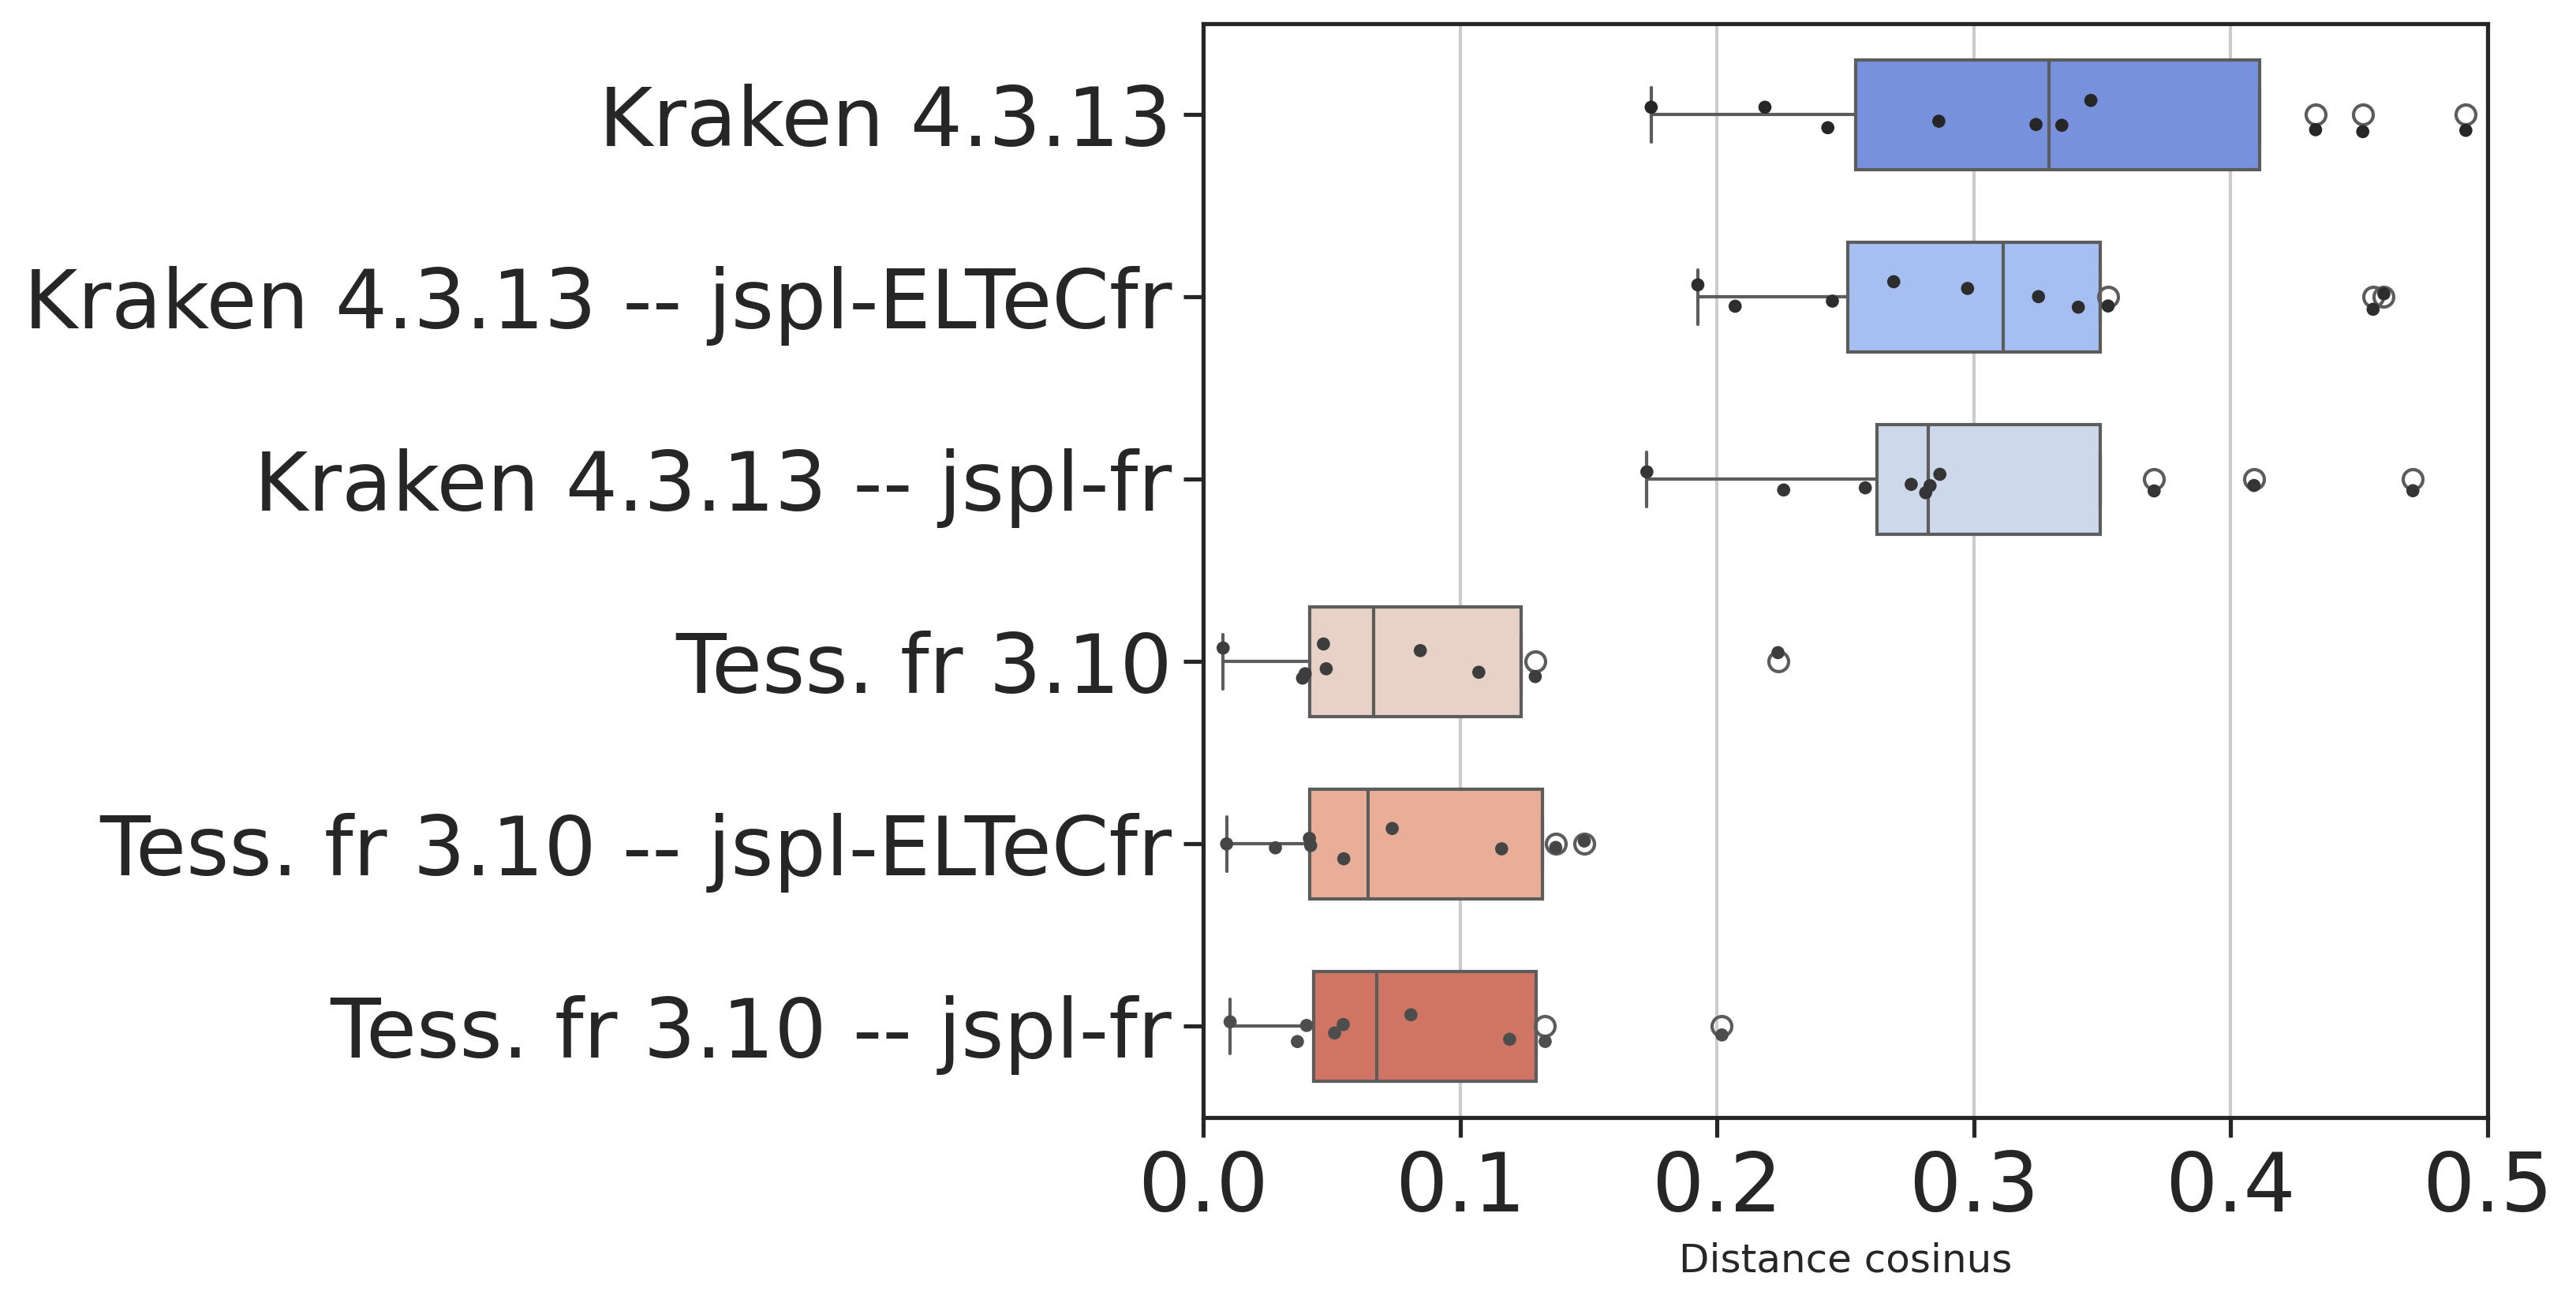 Kraken 4.3.13
Kraken 4.3.13 -- jspl-ELTeCfr
Kraken 4.3.13 -- jspl-fr
Tess. fr 3.10
Tess. fr 3.10 -- jspl-ELTeCfr
Tess. fr 3.10 -- jspl-fr
0.0 0.1 0.2 0.3 0.4 0.5
Distance cosinus